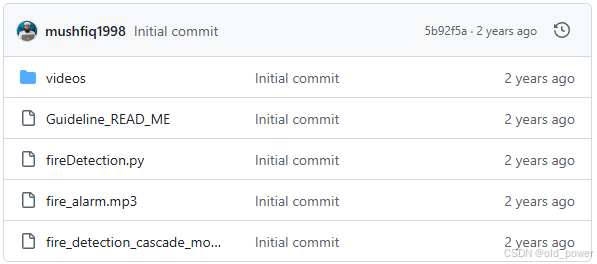 mushfiq1998 Initial commit 5b92f5a · 2 years ago
videos Initial commit 2 years ago
Guideline_READ_ME Initial commit 2 years ago
fireDetection.py Initial commit 2 years ago
fire_alarm.mp3 Initial commit 2 years ago
fire_detection_cascade_mo... Initial commit 2 years ago
CSDN @old_power